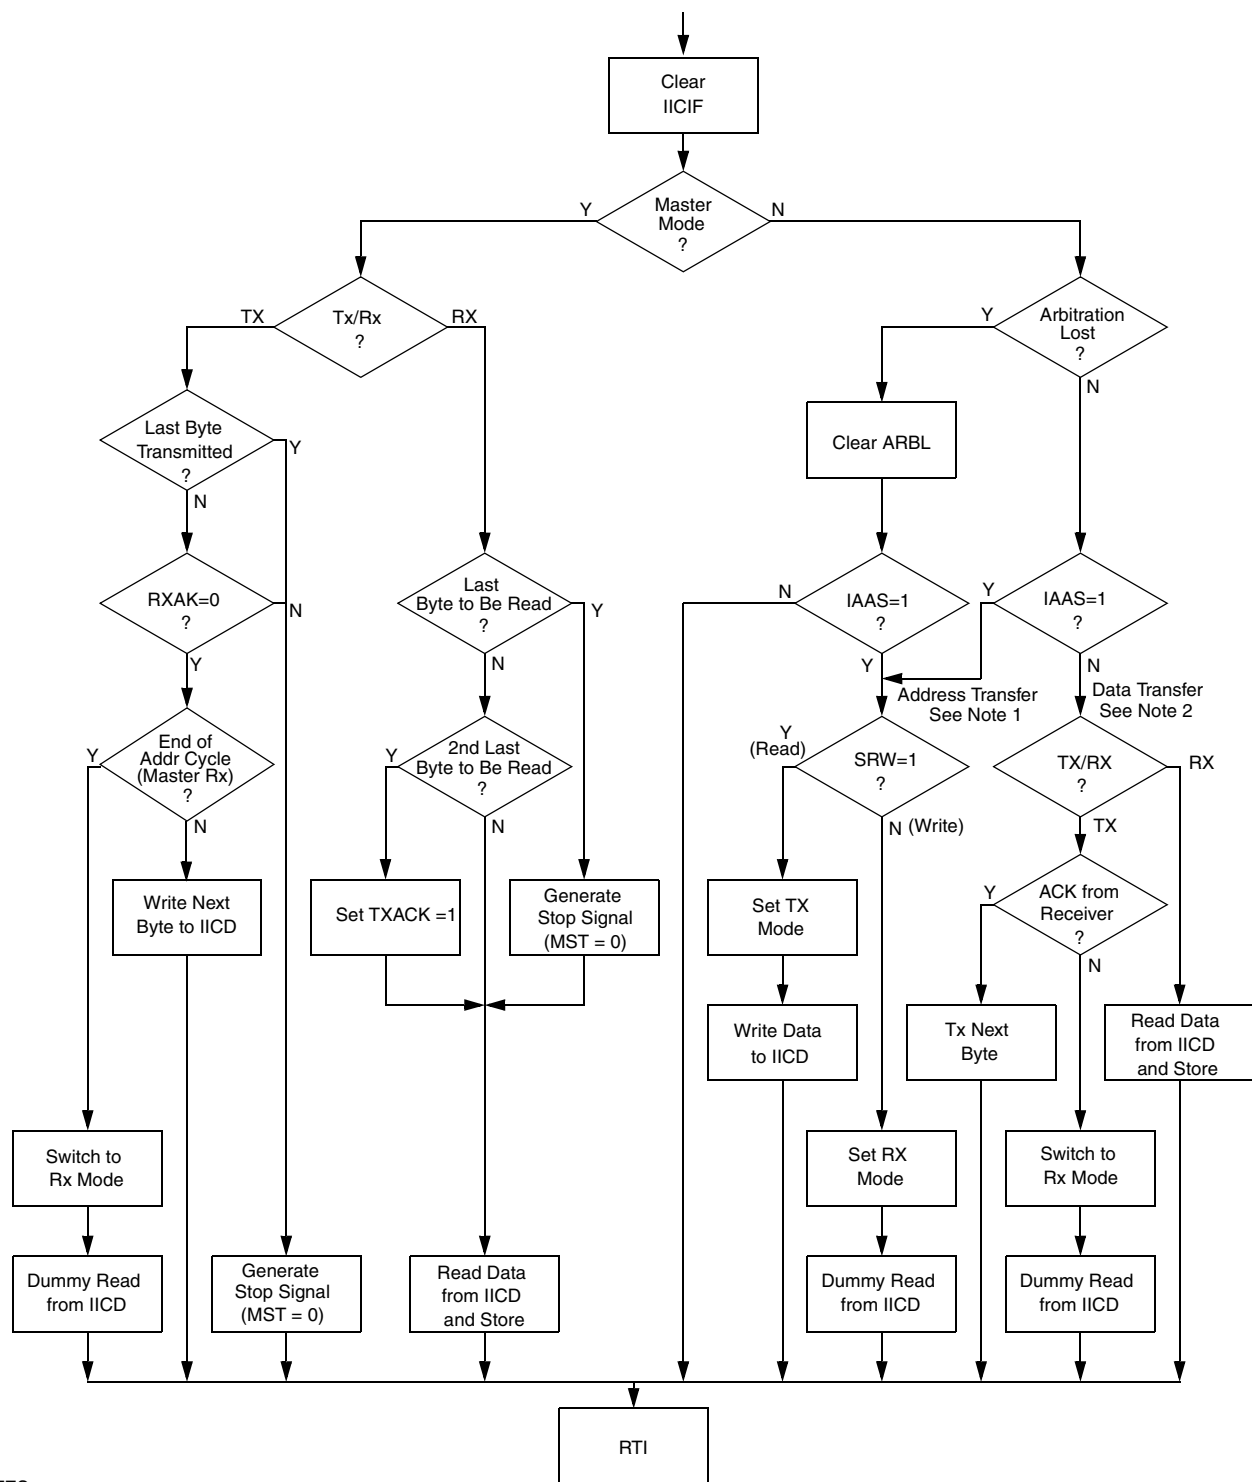 Clear
IICIF
Master
Mode
?
Y
N
Tx/Rx
?
TX
RX
Arbitration
Lost
?
Y
N
Last Byte
Transmitted
?
Y
N
Clear ARBL
RXAK=0
?
N
Y
Last
Byte to Be Read
?
Y
N
IAAS=1
?
N
Y
IAAS=1
?
Y
N
Address Transfer
See Note 1
Data Transfer
See Note 2
End of
Addr Cycle
(Master Rx)
?
Y
N
2nd Last
Byte to Be Read
?
Y
N
Y
(Read)
SRW=1
?
N (Write)
TX/RX
?
RX
TX
Write Next
Byte to IICD
Set TXACK =1
Generate
Stop Signal
(MST = 0)
Set TX
Mode
ACK from
Receiver
?
Y
N
Write Data
to IICD
Tx Next
Byte
Read Data
from IICD
and Store
Switch to
Rx Mode
Set RX
Mode
Switch to
Rx Mode
Dummy Read
from IICD
Generate
Stop Signal
(MST = 0)
Read Data
from IICD
and Store
Dummy Read
from IICD
Dummy Read
from IICD
RTI